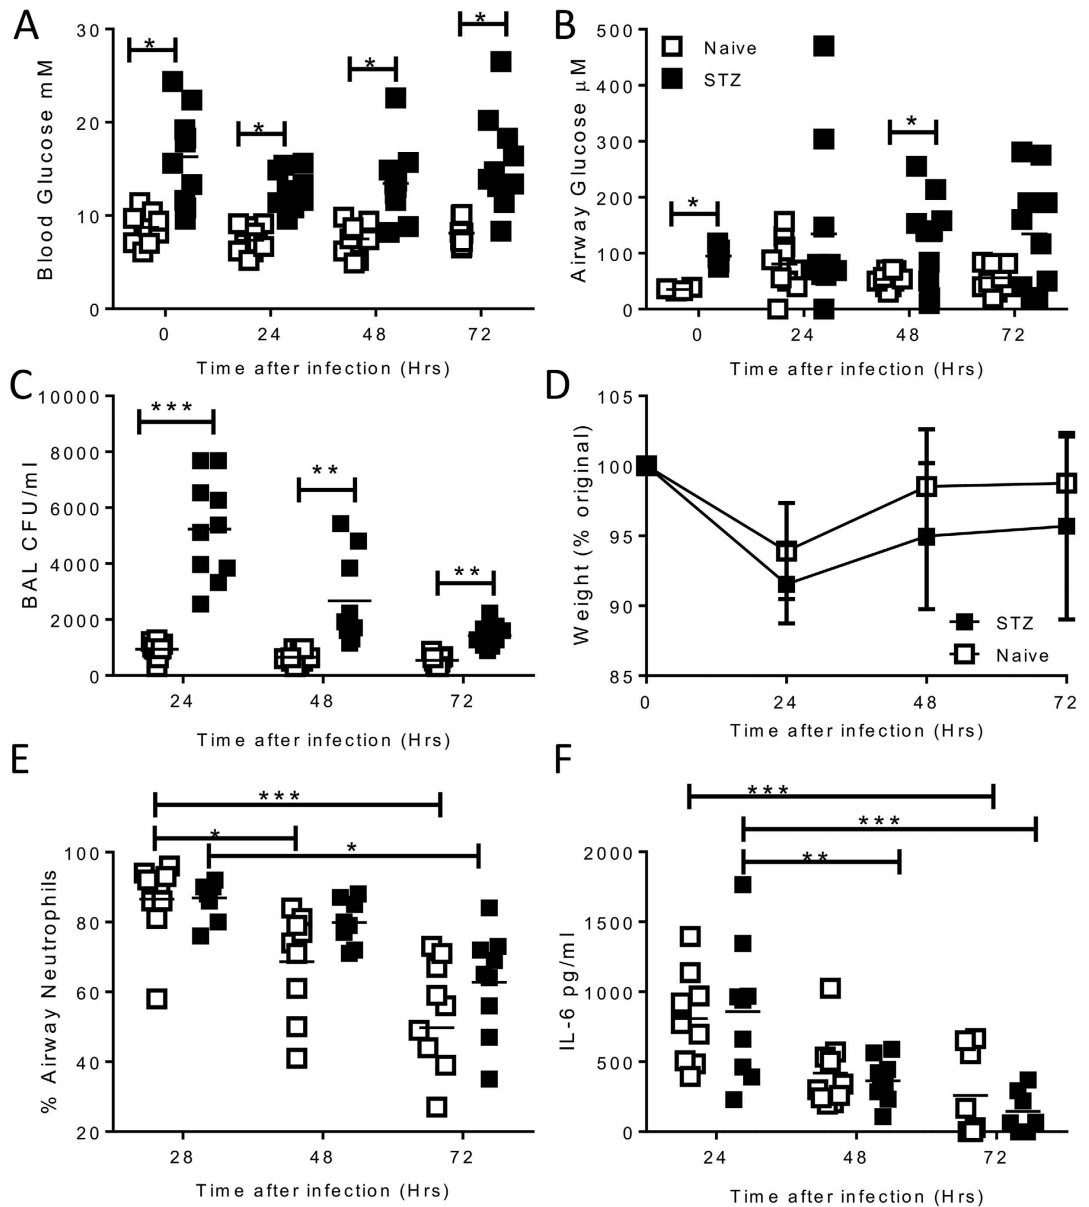 A
Blood Glucose mM
30
20
10
0
*
*
*
*
0 24 48 72
Time after infection (Hrs)
B
Airway Glucose μM
500
400
300
200
100
0
Naive
STZ
*
*
0 24 48 72
Time after infection (Hrs)
C
BAL CFU/ml
10000
8000
6000
4000
2000
0
***
**
**
24 48 72
Time after infection (Hrs)
D
Weight (% original)
105
100
95
90
85
STZ
Naive
0 24 48 72
Time after infection (Hrs)
E
% Airway Neutrophils
100
80
60
40
20
***
*
*
28 48 72
Time after infection (Hrs)
F
IL-6 pg/ml
2000
1500
1000
500
0
***
***
**
24 48 72
Time after infection (Hrs)